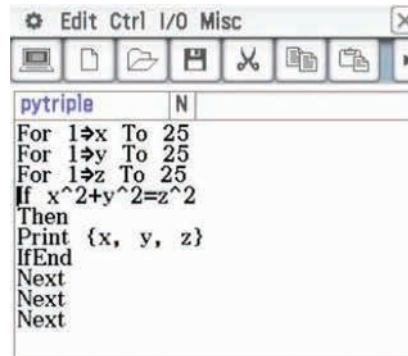 Edit Ctrl I/O Misc
pytriple N
For 1⇒x To 25
For 1⇒y To 25
For 1⇒z To 25
If x^2+y^2=z^2
Then
Print {x, y, z}
IfEnd
Next
Next
Next